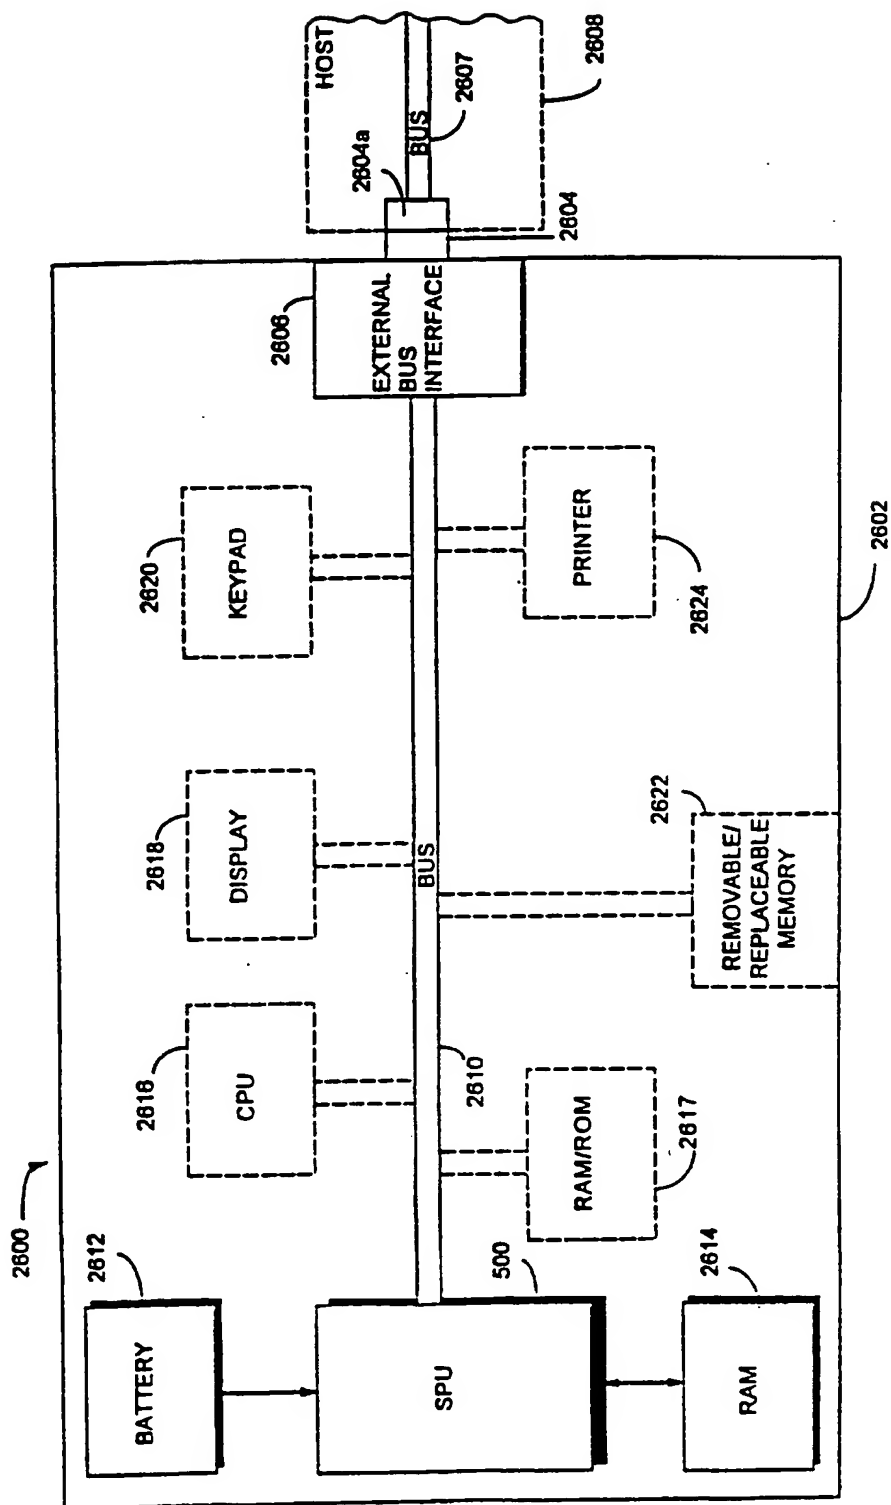 2600
BATTERY
2612
SPU
500
RAM
2614
CPU
2616
DISPLAY
2618
KEYPAD
2620
BUS
2610
RAM/ROM
2617
REMOVABLE/
REPLACEABLE
MEMORY
2622
PRINTER
2624
2602
EXTERNAL
BUS
INTERFACE
2606
2604
2604a
HOST
BUS
2607
2608